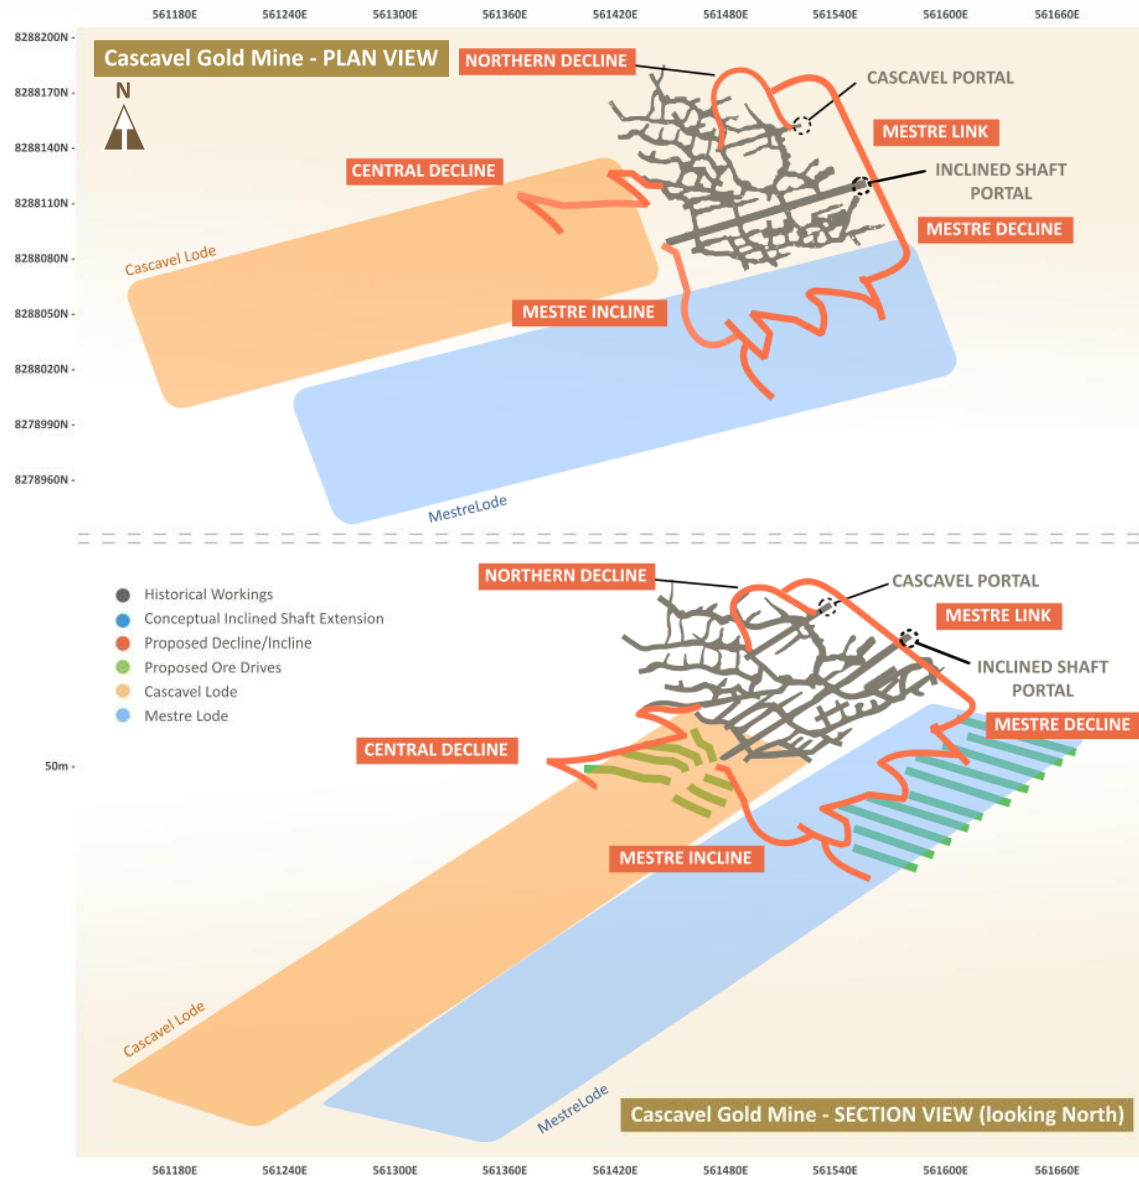 561180E 561240E 561300E 561360E 561420E 561480E 561540E 561600E 561660E
8288200N -
Cascavel Gold Mine - PLAN VIEW
NORTHERN DECLINE
CASCAVEL PORTAL
N
8288170N -
MESTRE LINK
8288140N -
CENTRAL DECLINE
INCLINED SHAFT
PORTAL
8288110N -
MESTRE DECLINE
Cascavel Lode
8288080N -
8288050N -
MESTRE INCLINE
8288020N -
8278990N -
8278960N -
MestreLode
NORTHERN DECLINE
CASCAVEL PORTAL
Historical Workings
Conceptual Inclined Shaft Extension
Proposed Decline/Incline
Proposed Ore Drives
Cascavel Lode
Mestre Lode
MESTRE LINK
INCLINED SHAFT
PORTAL
MESTRE DECLINE
CENTRAL DECLINE
50m -
MESTRE INCLINE
Cascavel Lode
MestreLode
Cascavel Gold Mine - SECTION VIEW (looking North)
561180E 561240E 561300E 561360E 561420E 561480E 561540E 561600E 561660E